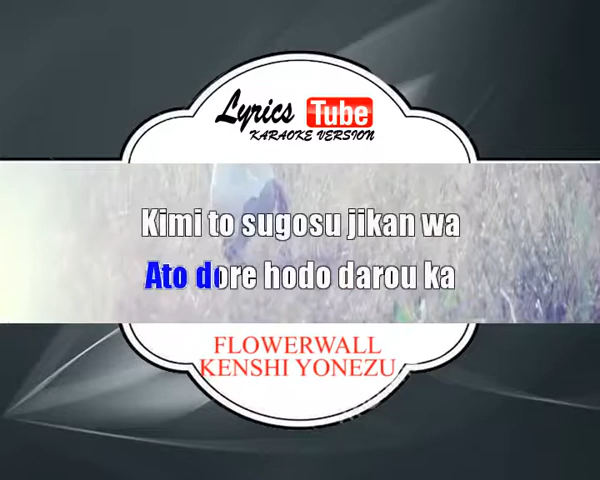 Lyrics Tube
KARAOKE VERSION
Kimi to sugosu jikan wa
Ato dore hodo darou ka
FLOWERWALL
KENSHI YONEZU